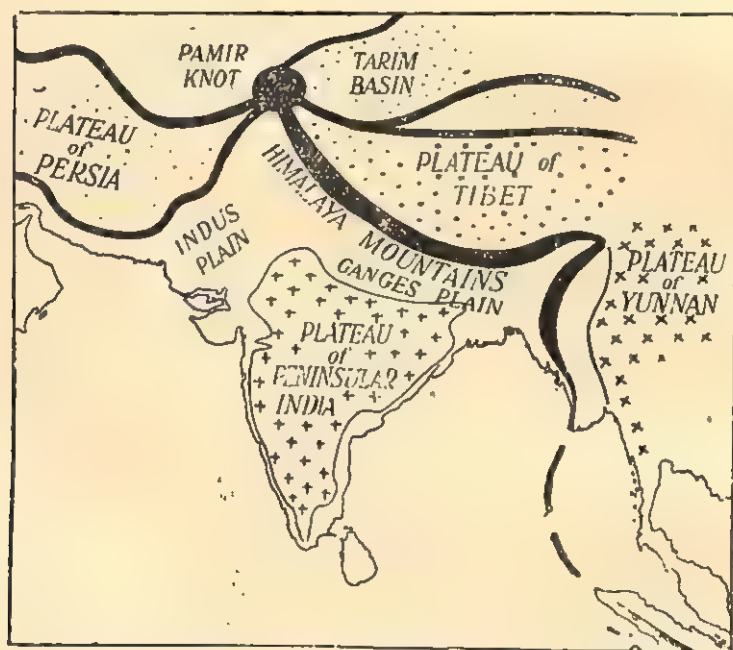 PAMIR
KNOT
TARIM
BASIN
PLATEAU
of
PERSIA
HIMALAYA
MOUNTAINS
PLATEAU of
TIBET
INDUS
PLAIN
GANGES PLAIN
PLATEAU
of
YUNNAN
PLATEAU
of
PENINSULAR
INDIA